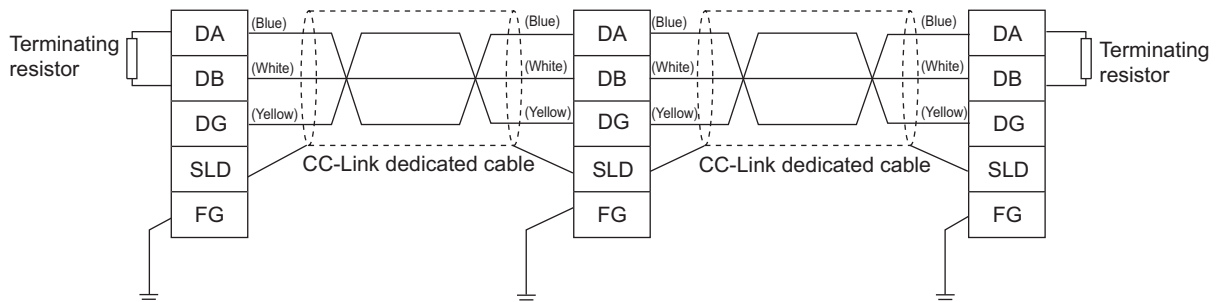 Terminating
resistor
DA
DB
DG
SLD
FG
(Blue)
(White)
(Yellow)
CC-Link dedicated cable
(Blue)
(White)
(Yellow)
DA
DB
DG
SLD
FG
(Blue)
(White)
(Yellow)
CC-Link dedicated cable
(Blue)
(White)
(Yellow)
DA
DB
DG
SLD
FG
Terminating
resistor